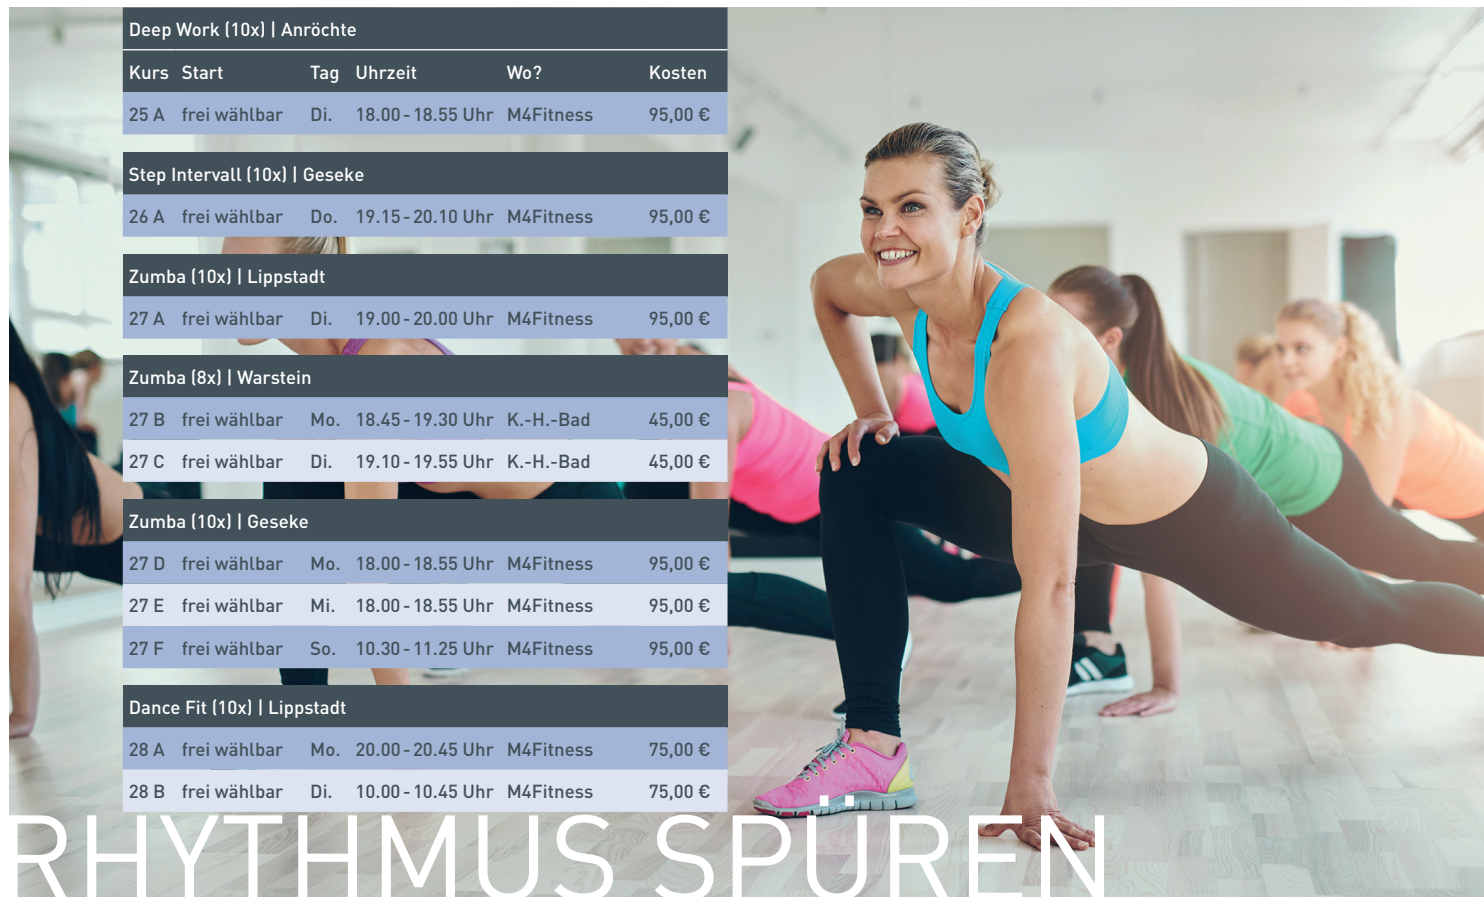 Deep Work (10x) | Anröchte
Kurs Start Tag Uhrzeit Wo? Kosten
25 A frei wählbar Di. 18.00 - 18.55 Uhr M4Fitness 95,00 €
Step Intervall (10x) | Geseke
26 A frei wählbar Do. 19.15 - 20.10 Uhr M4Fitness 95,00 €
Zumba (10x) | Lippstadt
27 A frei wählbar Di. 19.00 - 20.00 Uhr M4Fitness 95,00 €
Zumba (8x) | Warstein
27 B frei wählbar Mo. 18.45 - 19.30 Uhr K.-H.-Bad 45,00 €
27 C frei wählbar Di. 19.10 - 19.55 Uhr K.-H.-Bad 45,00 €
Zumba (10x) | Geseke
27 D frei wählbar Mo. 18.00 - 18.55 Uhr M4Fitness 95,00 €
27 E frei wählbar Mi. 18.00 - 18.55 Uhr M4Fitness 95,00 €
27 F frei wählbar So. 10.30 - 11.25 Uhr M4Fitness 95,00 €
Dance Fit (10x) | Lippstadt
28 A frei wählbar Mo. 20.00 - 20.45 Uhr M4Fitness 75,00 €
28 B frei wählbar Di. 10.00 - 10.45 Uhr M4Fitness 75,00 €
RHYTHMUS SPÜREN